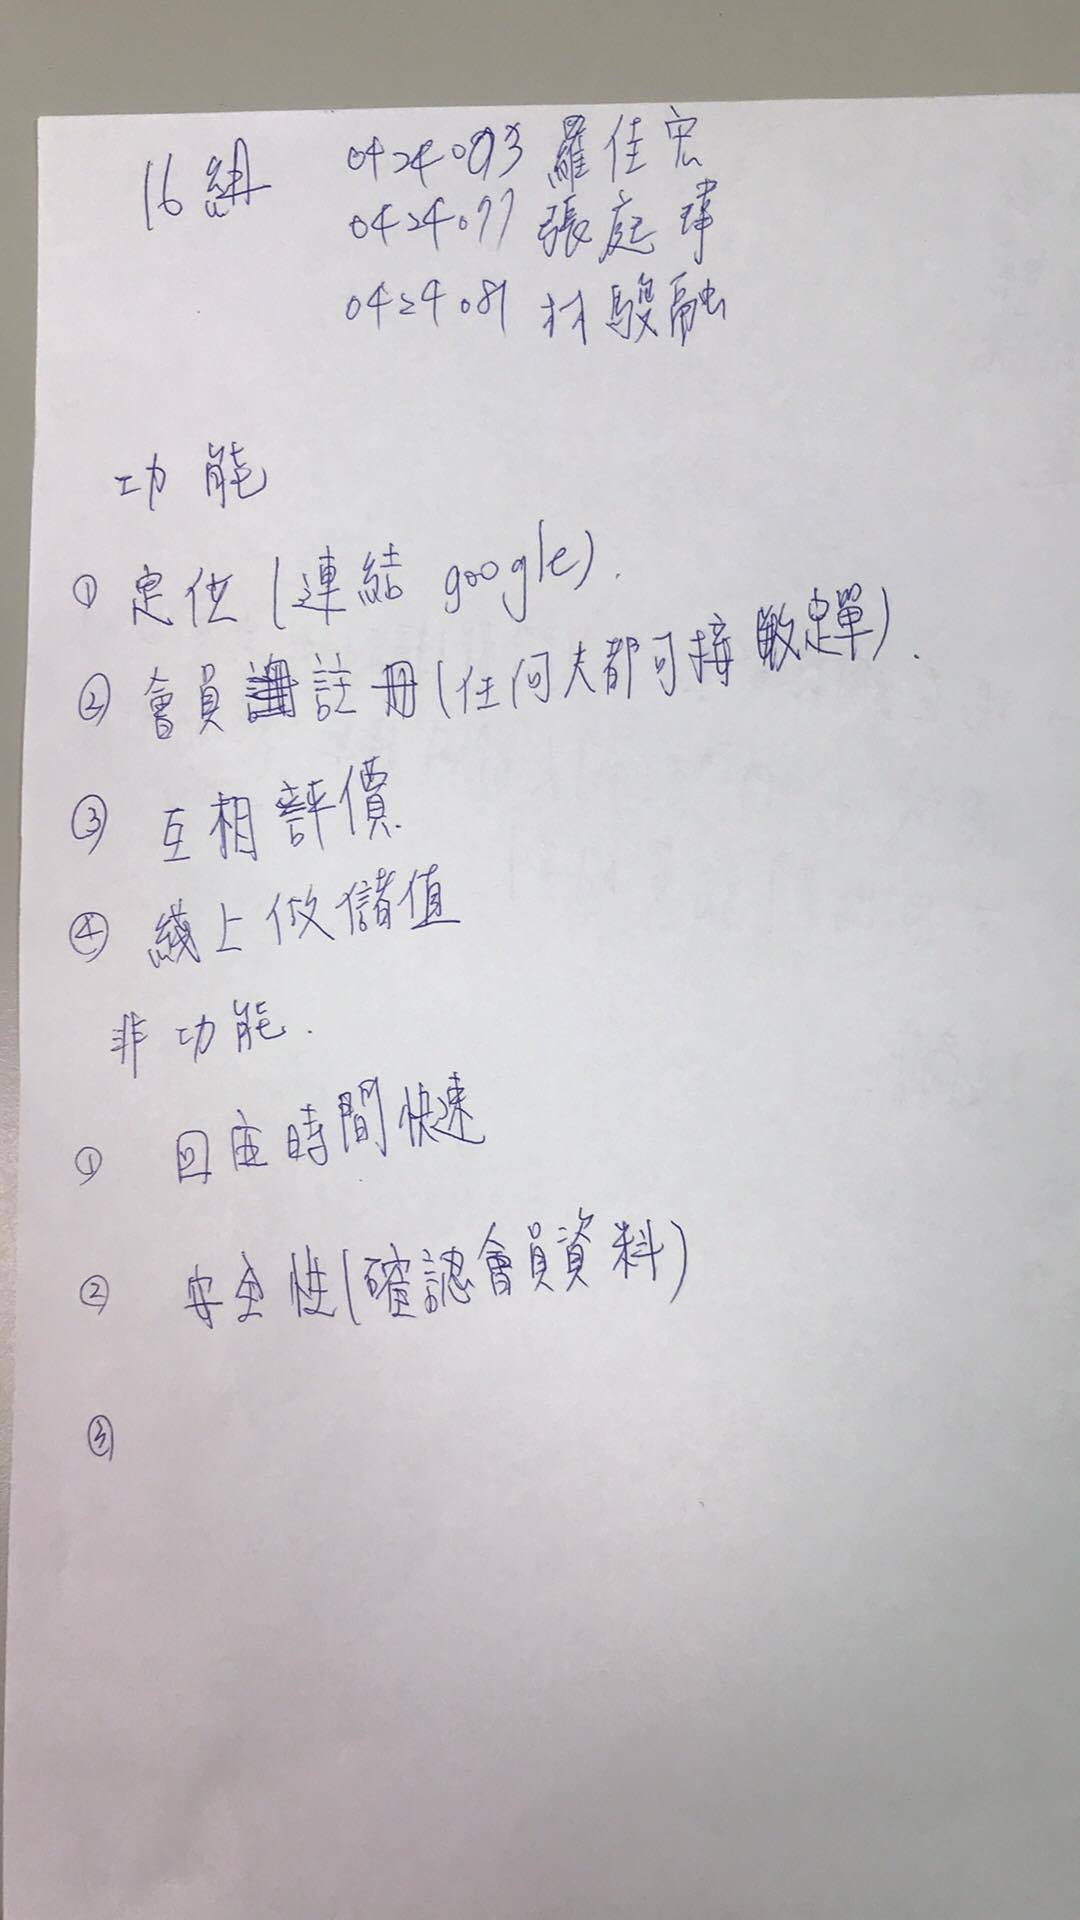 16組 0424093 羅佳宏
0424077 張庭瑋
0424081 林駿融
功能
① 定位(連結 google).
② 會員註冊(任何人都可接單).
③ 互相評價.
④ 綫上做儲值
非功能.
① 回應時間快速
② 安全性(確認會員資料)
③